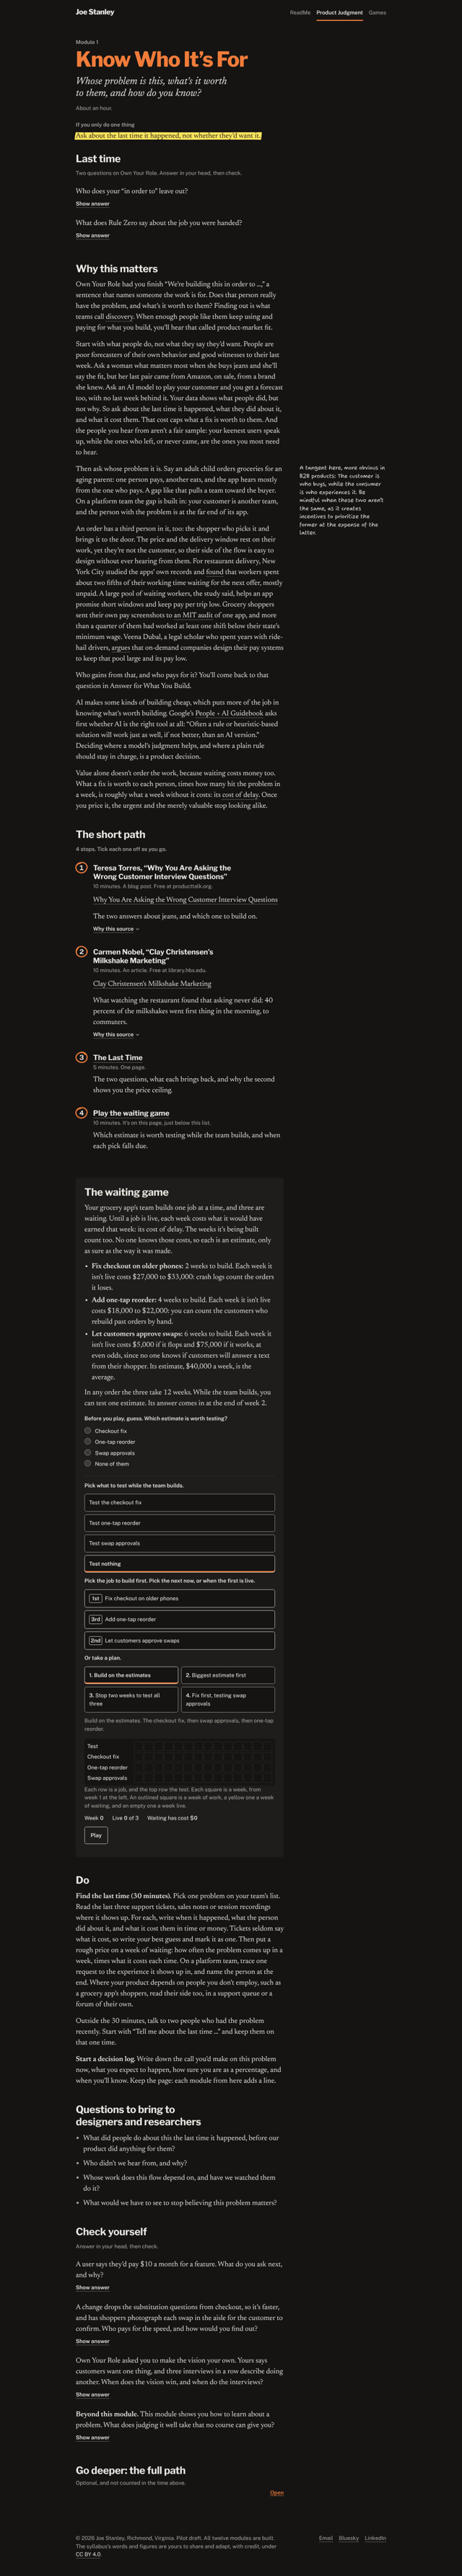 Joe Stanley
ReadMe Product Judgment Games
Module 1
Know Who It’s For
Whose problem is this, what’s it worth
to them, and how do you know?
About an hour.
If you only do one thing
Ask about the last time it happened, not whether they’d want it.
Last time
Two questions on Own Your Role. Answer in your head, then check.
Who does your “in order to” leave out?
Show answer
What does Rule Zero say about the job you were handed?
Show answer
Why this matters
Own Your Role had you finish “We’re building this in order to ...,” a
sentence that names someone the work is for. Does that person really
have the problem, and what’s it worth to them? Finding out is what
teams call discovery. When enough people like them keep using and
paying for what you build, you’ll hear that called product-market fit.
Start with what people do, not what they say they’d want. People are
poor forecasters of their own behavior and good witnesses to their last
week. Ask a woman what matters most when she buys jeans and she’ll
say the fit, but her last pair came from Amazon, on sale, from a brand
she knew. Ask an AI model to play your customer and you get a forecast
too, with no last week behind it. Your data shows what people did, but
not why. So ask about the last time it happened, what they did about it,
and what it cost them. That cost caps what a fix is worth to them. And
the people you hear from aren’t a fair sample: your keenest users speak
up, while the ones who left, or never came, are the ones you most need
to hear.
A tangent here, more obvious in
B2B products: The customer is
who buys, while the consumer
is who experiences it. Be
mindful when these two aren’t
the same, as it creates
incentives to prioritize the
former at the expense of the
latter.
Then ask whose problem it is. Say an adult child orders groceries for an
aging parent: one person pays, another eats, and the app hears mostly
from the one who pays. A gap like that pulls a team toward the buyer.
On a platform team the gap is built in: your customer is another team,
and the person with the problem is at the far end of its app.
An order has a third person in it, too: the shopper who picks it and
brings it to the door. The price and the delivery window rest on their
work, yet they’re not the customer, so their side of the flow is easy to
design without ever hearing from them. For restaurant delivery, New
York City studied the apps’ own records and found that workers spent
about two fifths of their working time waiting for the next offer, mostly
unpaid. A large pool of waiting workers, the study said, helps an app
promise short windows and keep pay per trip low. Grocery shoppers
sent their own pay screenshots to an MIT audit of one app, and more
than a quarter of them had worked at least one shift below their state’s
minimum wage. Veena Dubal, a legal scholar who spent years with ride-
hail drivers, argues that on-demand companies design their pay systems
to keep that pool large and its pay low.
Who gains from that, and who pays for it? You’ll come back to that
question in Answer for What You Build.
AI makes some kinds of building cheap, which puts more of the job in
knowing what’s worth building. Google’s People + AI Guidebook asks
first whether AI is the right tool at all: “Often a rule or heuristic-based
solution will work just as well, if not better, than an AI version.”
Deciding where a model’s judgment helps, and where a plain rule
should stay in charge, is a product decision.
Value alone doesn’t order the work, because waiting costs money too.
What a fix is worth to each person, times how many hit the problem in
a week, is roughly what a week without it costs: its cost of delay. Once
you price it, the urgent and the merely valuable stop looking alike.
The short path
4 stops. Tick each one off as you go.
1
Teresa Torres, “Why You Are Asking the
Wrong Customer Interview Questions”
10 minutes. A blog post. Free at producttalk.org.
Why You Are Asking the Wrong Customer Interview Questions
The two answers about jeans, and which one to build on.
Why this source
2
Carmen Nobel, “Clay Christensen’s
Milkshake Marketing”
10 minutes. An article. Free at library.hbs.edu.
Clay Christensen’s Milkshake Marketing
What watching the restaurant found that asking never did: 40
percent of the milkshakes went first thing in the morning, to
commuters.
Why this source
3
The Last Time
5 minutes. One page.
The two questions, what each brings back, and why the second
shows you the price ceiling.
4
Play the waiting game
10 minutes. It’s on this page, just below this list.
Which estimate is worth testing while the team builds, and when
each pick falls due.
The waiting game
Your grocery app’s team builds one job at a time, and three are
waiting. Until a job is live, each week costs what it would have
earned that week: its cost of delay. The weeks it’s being built
count too. No one knows those costs, so each is an estimate, only
as sure as the way it was made.
• Fix checkout on older phones: 2 weeks to build. Each week it
isn’t live costs $27,000 to $33,000: crash logs count the orders
it loses.
• Add one-tap reorder: 4 weeks to build. Each week it isn’t live
costs $18,000 to $22,000: you can count the customers who
rebuild past orders by hand.
• Let customers approve swaps: 6 weeks to build. Each week it
isn’t live costs $5,000 if it flops and $75,000 if it works, at
even odds, since no one knows if customers will answer a text
from their shopper. Its estimate, $40,000 a week, is the
average.
In any order the three take 12 weeks. While the team builds, you
can test one estimate. Its answer comes in at the end of week 2.
Before you play, guess. Which estimate is worth testing?
Checkout fix
One-tap reorder
Swap approvals
None of them
Pick what to test while the team builds.
Test the checkout fix
Test one-tap reorder
Test swap approvals
Test nothing
Pick the job to build first. Pick the next now, or when the first is live.
1st Fix checkout on older phones
3rd Add one-tap reorder
2nd Let customers approve swaps
Or take a plan.
1. Build on the estimates
2. Biggest estimate first
3. Stop two weeks to test all
three
4. Fix first, testing swap
approvals
Build on the estimates. The checkout fix, then swap approvals, then one-tap
reorder.
Test
Checkout fix
One-tap reorder
Swap approvals
Each row is a job, and the top row the test. Each square is a week, from
week 1 at the left. An outlined square is a week of work, a yellow one a week
of waiting, and an empty one a week live.
Week 0 Live 0 of 3 Waiting has cost $0
Play
Do
Find the last time (30 minutes). Pick one problem on your team’s list.
Read the last three support tickets, sales notes or session recordings
where it shows up. For each, write when it happened, what the person
did about it, and what it cost them in time or money. Tickets seldom say
what it cost, so write your best guess and mark it as one. Then put a
rough price on a week of waiting: how often the problem comes up in a
week, times what it costs each time. On a platform team, trace one
request to the experience it shows up in, and name the person at the
end. Where your product depends on people you don’t employ, such as
a grocery app’s shoppers, read their side too, in a support queue or a
forum of their own.
Outside the 30 minutes, talk to two people who had the problem
recently. Start with “Tell me about the last time ...” and keep them on
that one time.
Start a decision log. Write down the call you’d make on this problem
now, what you expect to happen, how sure you are as a percentage, and
when you’ll know. Keep the page: each module from here adds a line.
Questions to bring to
designers and researchers
• What did people do about this the last time it happened, before our
product did anything for them?
• Who didn’t we hear from, and why?
• Whose work does this flow depend on, and have we watched them
do it?
• What would we have to see to stop believing this problem matters?
Check yourself
Answer in your head, then check.
A user says they’d pay $10 a month for a feature. What do you ask next,
and why?
Show answer
A change drops the substitution questions from checkout, so it’s faster,
and has shoppers photograph each swap in the aisle for the customer to
confirm. Who pays for the speed, and how would you find out?
Show answer
Own Your Role asked you to make the vision your own. Yours says
customers want one thing, and three interviews in a row describe doing
another. When does the vision win, and when do the interviews?
Show answer
Beyond this module. This module shows you how to learn about a
problem. What does judging it well take that no course can give you?
Show answer
Go deeper: the full path
Optional, and not counted in the time above.
Open
© 2026 Joe Stanley, Richmond, Virginia. Pilot draft. All twelve modules are built.
The syllabus’s words and figures are yours to share and adapt, with credit, under
CC BY 4.0.
Email Bluesky LinkedIn